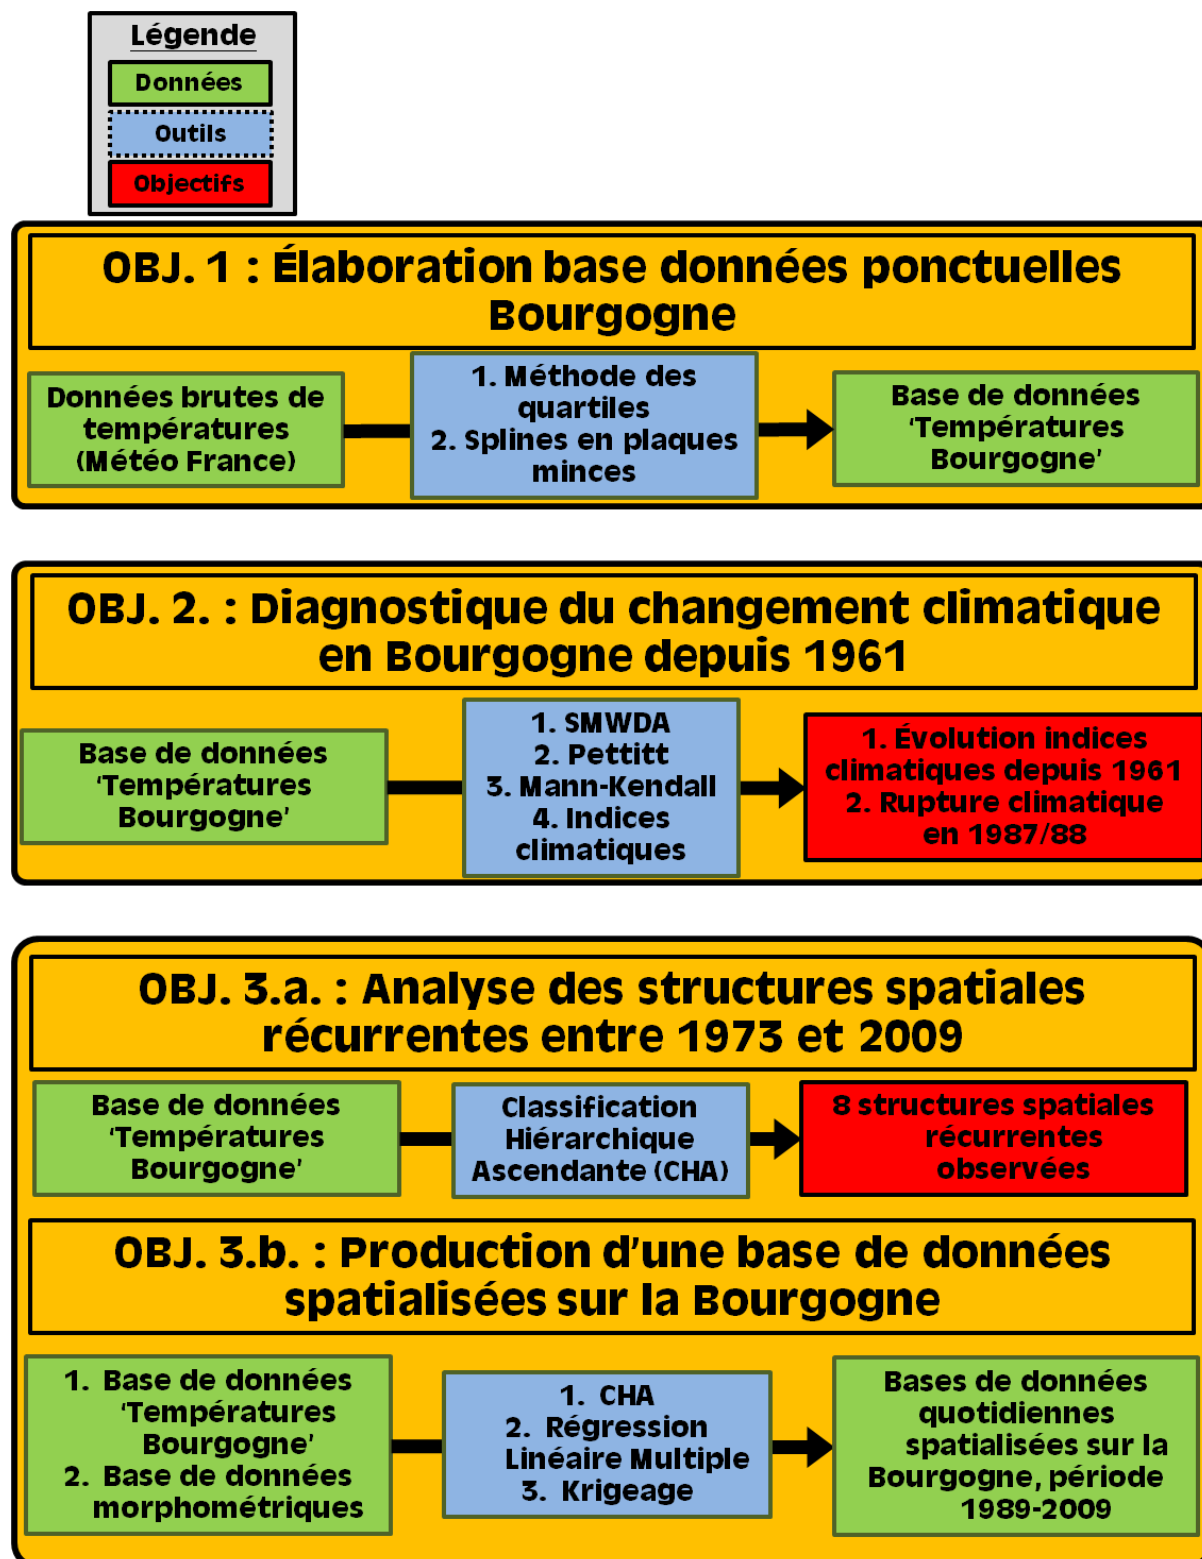 Légende
Données
Outils
Objectifs
OBJ. 1 : Élaboration base données ponctuelles
Bourgogne
Données brutes de
températures
(Météo France)
1. Méthode des
quartiles
2. Splines en plaques
minces
Base de données
‘Températures
Bourgogne’
OBJ. 2. : Diagnostique du changement climatique
en Bourgogne depuis 1961
Base de données
‘Températures
Bourgogne’
1. SMWDA
2. Pettitt
3. Mann-Kendall
4. Indices
climatiques
1. Évolution indices
climatiques depuis 1961
2. Rupture climatique
en 1987/88
OBJ. 3.a. : Analyse des structures spatiales
récurrentes entre 1973 et 2009
Base de données
‘Températures
Bourgogne’
Classification
Hiérarchique
Ascendante (CHA)
8 structures spatiales
récurrentes
observées
OBJ. 3.b. : Production d’une base de données
spatialisées sur la Bourgogne
1. Base de données
‘Températures
Bourgogne’
2. Base de données
morphométriques
1. CHA
2. Régression
Linéaire Multiple
3. Krigeage
Bases de données
quotidiennes
spatialisées sur la
Bourgogne, période
1989-2009